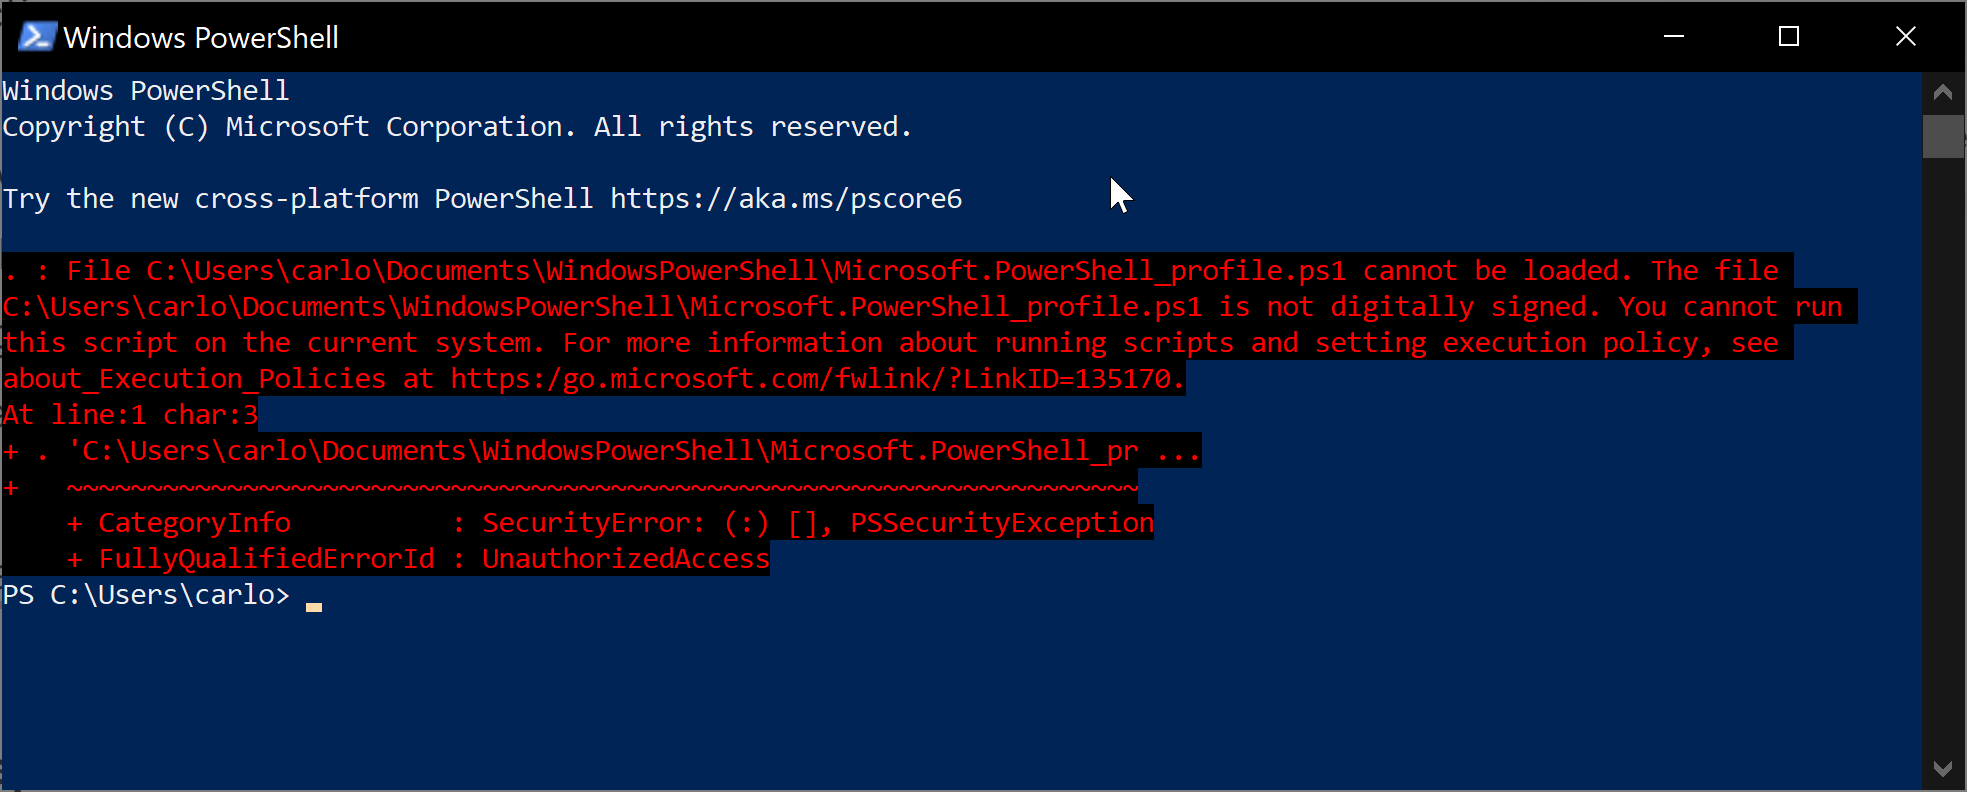 Windows PowerShell
Windows PowerShell
Copyright (C) Microsoft Corporation. All rights reserved.
Try the new cross-platform PowerShell https://aka.ms/pscore6
. : File C:\Users\carlo\Documents\WindowsPowerShell\Microsoft.PowerShell_profile.ps1 cannot be loaded. The file
C:\Users\carlo\Documents\WindowsPowerShell\Microsoft.PowerShell_profile.ps1 is not digitally signed. You cannot run
this script on the current system. For more information about running scripts and setting execution policy, see
about_Execution_Policies at https:/go.microsoft.com/fwlink/?LinkID=135170.
At line:1 char:3
+ . 'C:\Users\carlo\Documents\WindowsPowerShell\Microsoft.PowerShell_pr ...
+   ~~~~~~~~~~~~~~~~~~~~~~~~~~~~~~~~~~~~~~~~~~~~~~~~~~~~~~~~~~~~~~~~~~~
    + CategoryInfo          : SecurityError: (:) [], PSSecurityException
    + FullyQualifiedErrorId : UnauthorizedAccess
PS C:\Users\carlo>